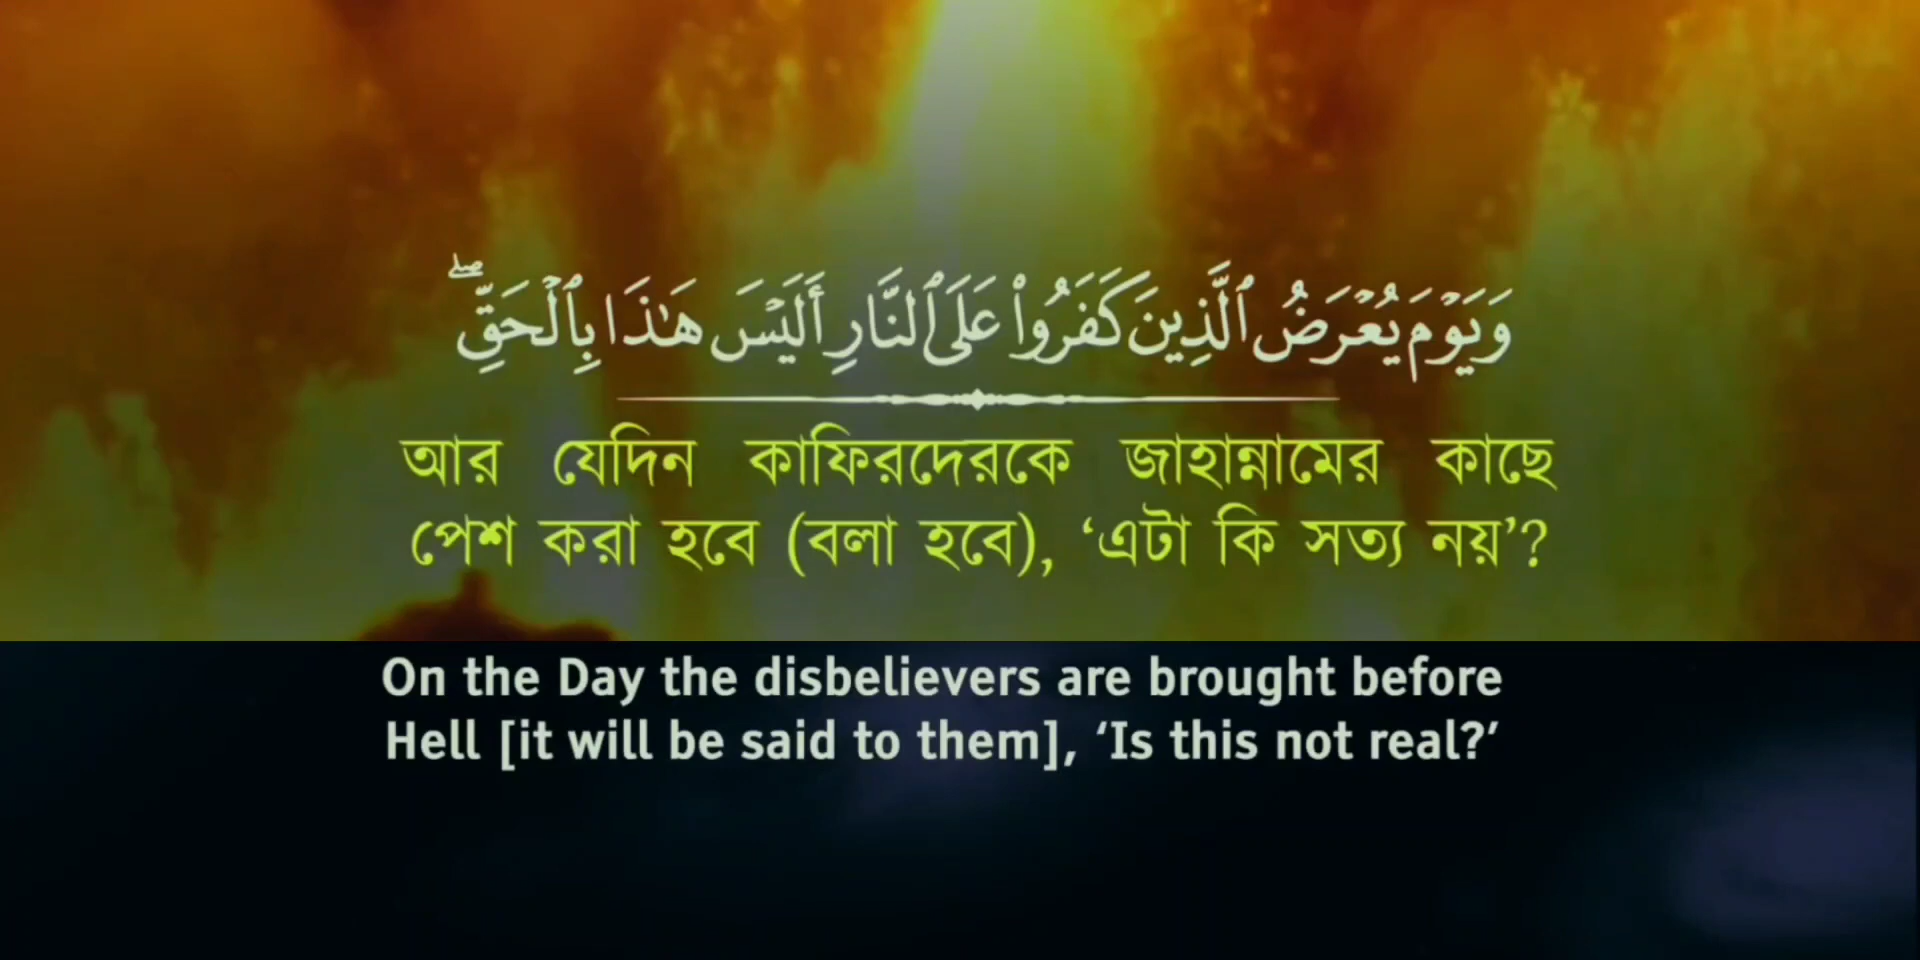 وَيَوۡمَ يُعۡرَضُ ٱلَّذِينَ كَفَرُواْ عَلَى ٱلنَّارِ أَلَيۡسَ هَٰذَا بِٱلۡحَقِّۖ
আর যেদিন কাফিরদেরকে জাহান্নামের কাছে
পেশ করা হবে (বলা হবে), ‘এটা কি সত্য নয়’?
On the Day the disbelievers are brought before
Hell [it will be said to them], ‘Is this not real?’